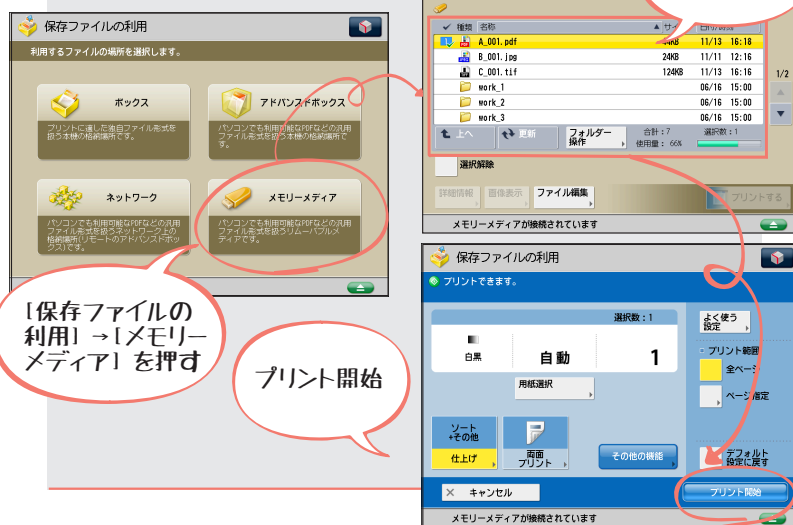 保存ファイルの利用
利用するファイルの場所を選択します。
ボックス
プリントに適した独自ファイル形式を
扱う本機の格納場所です。
アドバンスドボックス
パソコンでも利用可能なPDFなどの汎用
ファイル形式を扱う本機の格納場所で
す。
ネットワーク
パソコンでも利用可能なPDFなどの汎用
ファイル形式を扱うネットワーク上の
格納場所(リモートのアドバンスドボッ
クス)です。
メモリーメディア
パソコンでも利用可能なPDFなどの汎用
ファイル形式を扱うリムーバブルメ
ディアです。
[保存ファイルの
利用]→[メモリー
メディア] を押す
プリント開始
種類 名称 ▲ サイ
1 A_001.pdf 11/13 16:18
B_001.jpg 24KB 11/11 12:16
C_001.tif 124KB 11/13 16:16
work_1 06/16 15:00
work_2 06/16 15:00
work_3 06/16 15:00
1/2
上へ 更新 フォルダー
操作
合計:7 選択数:1
使用量: 66%
選択解除
詳細情報 画像表示 ファイル編集 プリントする
メモリーメディアが接続されています
保存ファイルの利用
プリントできます。
選択数:1
白黒 自動 1
用紙選択
よく使う
設定
プリント範囲
全ページ
ページ指定
ソート
+その他
仕上げ
両面
プリント
その他の機能
デフォルト
設定に戻す
× キャンセル
プリント開始
メモリーメディアが接続されています